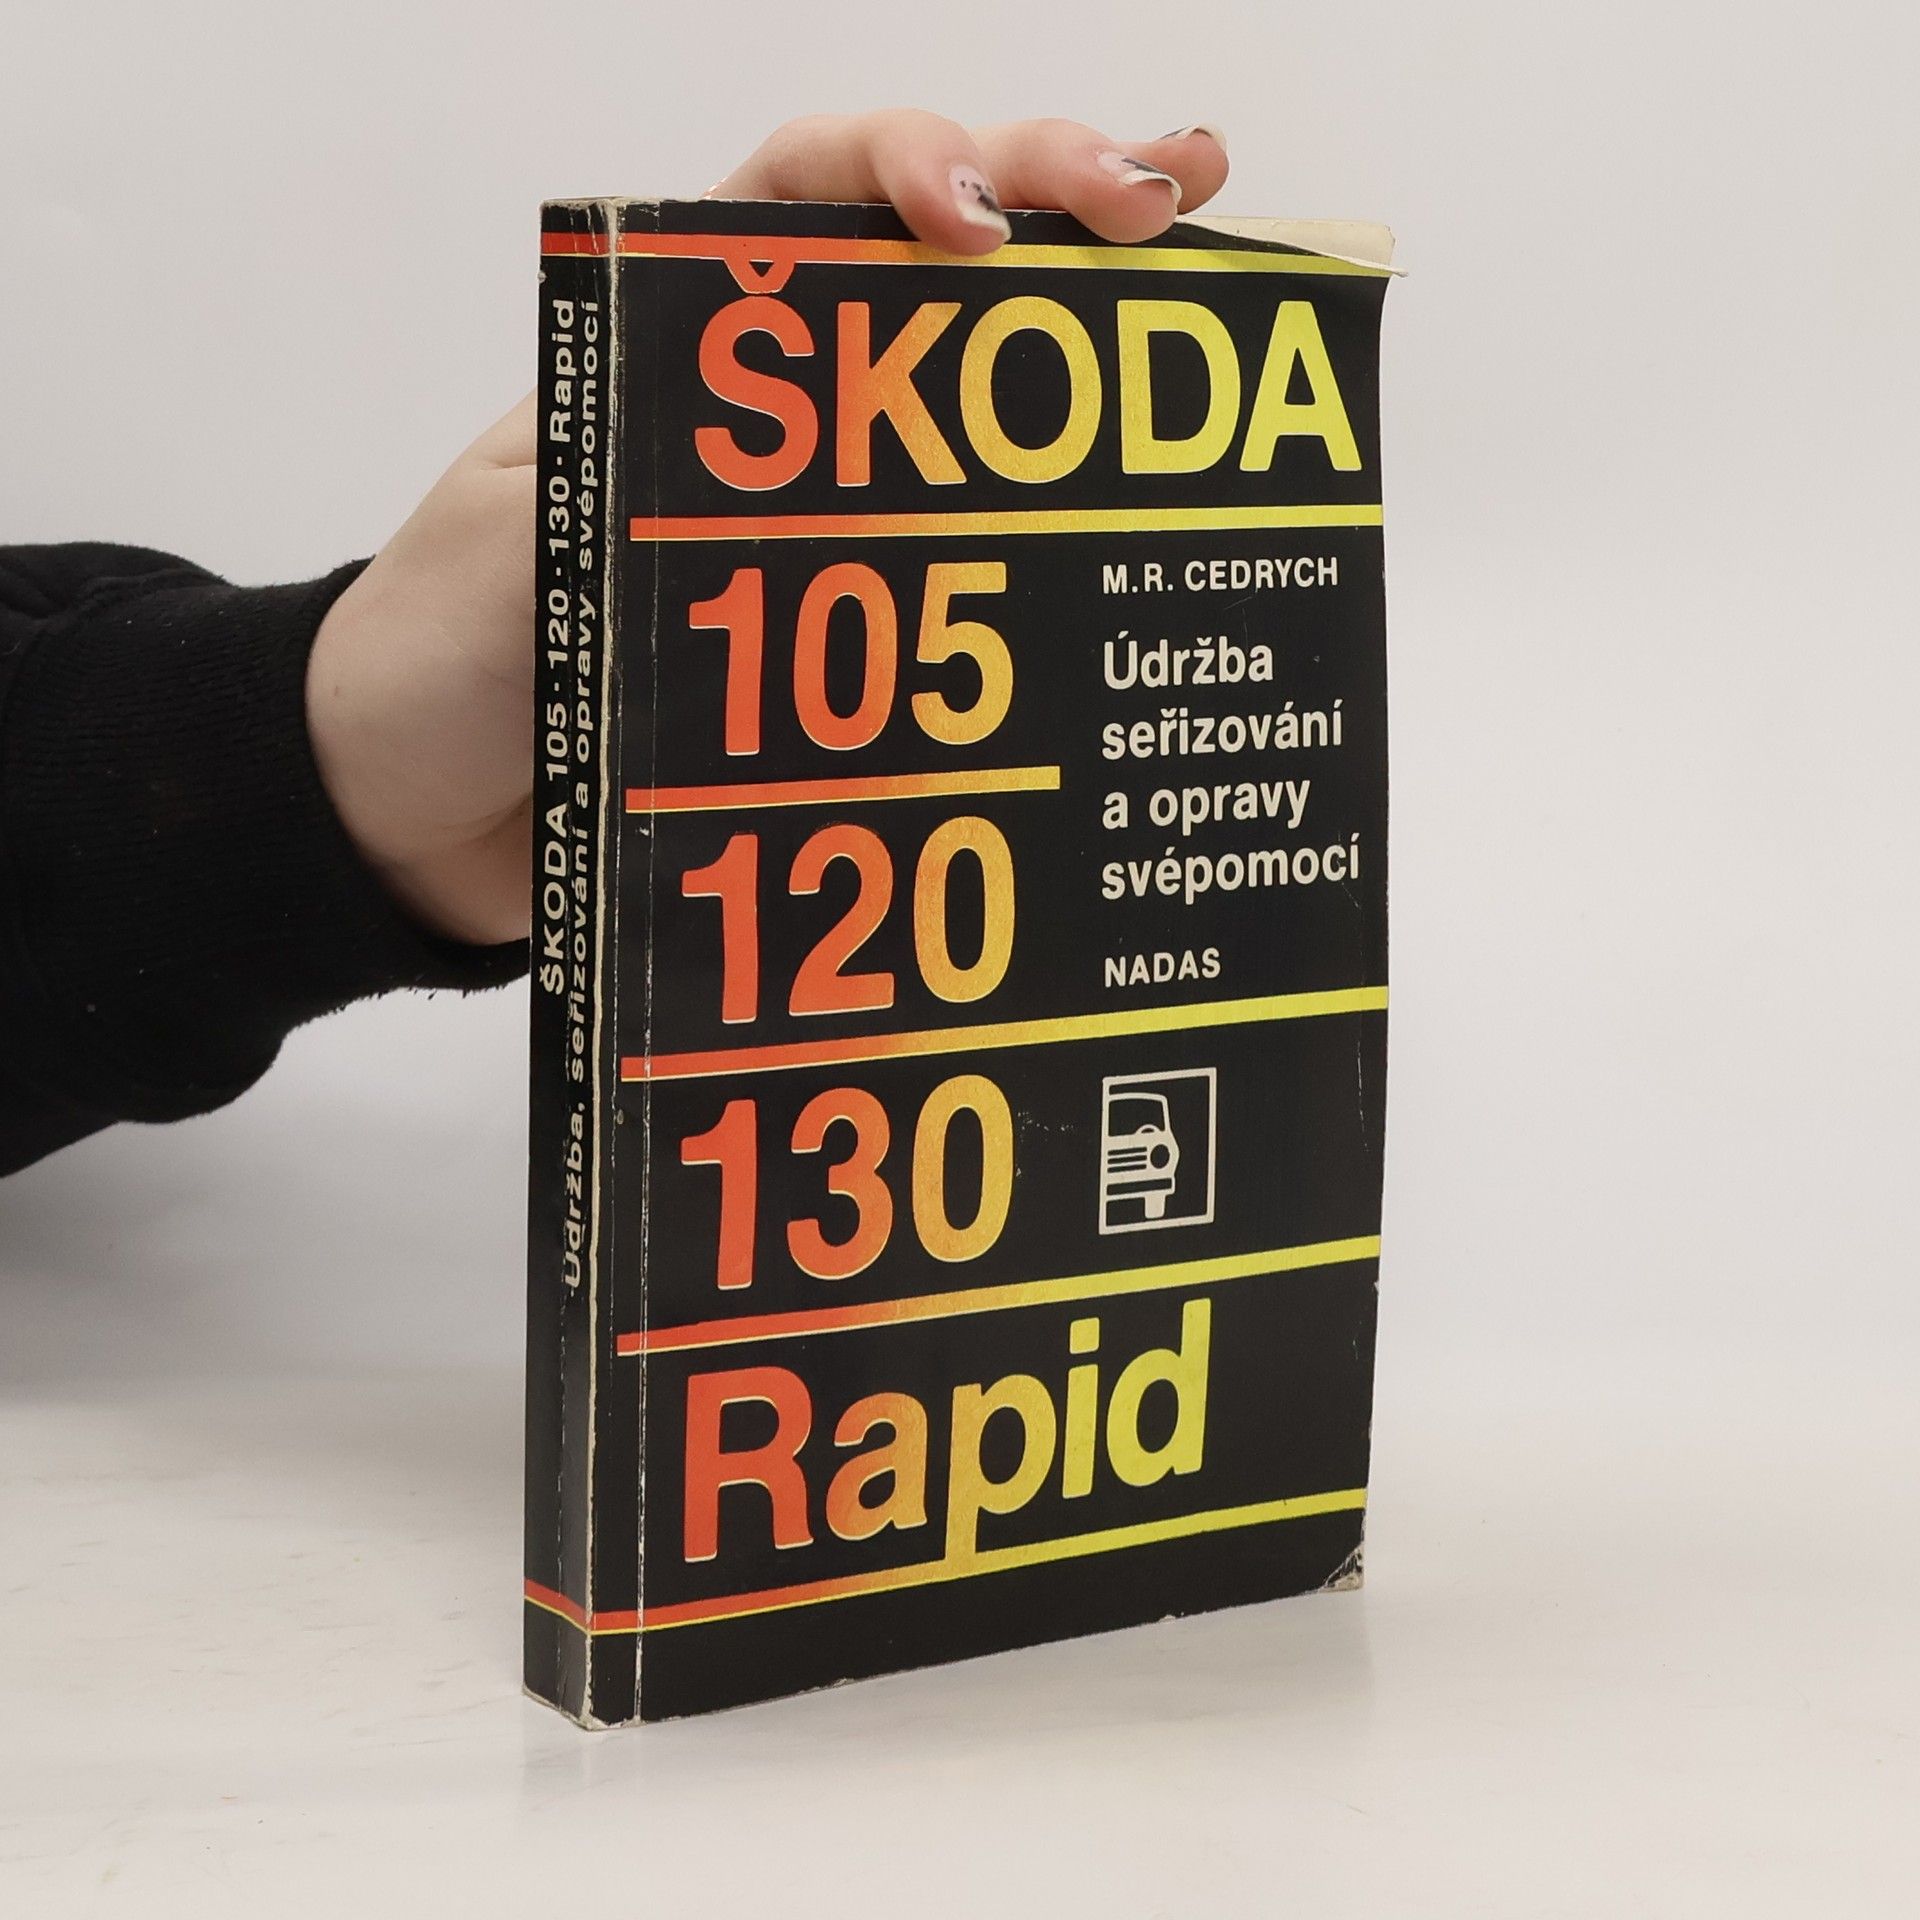 ŠKODA 105·120·130·Rapid
Údržba, seřizování a opravy svépomocí
ŠKODA
105
M.R. CEDRYCH
Údržba
seřizování
a opravy
svépomocí
120
NADAS
130
Rapid